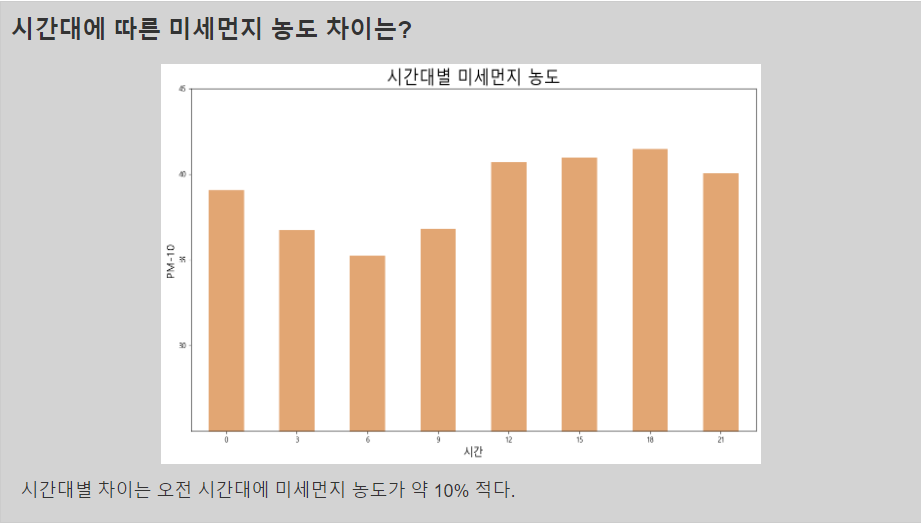 시간대에 따른 미세먼지 농도 차이는?
시간대별 미세먼지 농도
45
40
35
30
PM-10
0 3 6 9 12 15 18 21
시간
시간대별 차이는 오전 시간대에 미세먼지 농도가 약 10% 적다.